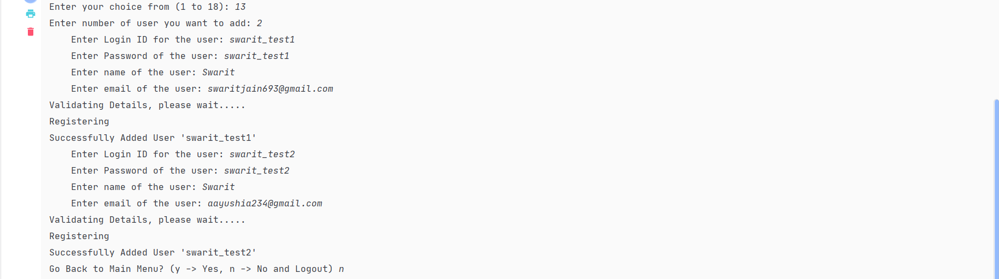 Enter your choice from (1 to 18): 13
Enter number of user you want to add: 2
Enter Login ID for the user: swarit_test1
Enter Password of the user: swarit_test1
Enter name of the user: Swarit
Enter email of the user: swaritjain693@gmail.com
Validating Details, please wait.....
Registering
Successfully Added User 'swarit_test1'
Enter Login ID for the user: swarit_test2
Enter Password of the user: swarit_test2
Enter name of the user: Swarit
Enter email of the user: aayushia234@gmail.com
Validating Details, please wait.....
Registering
Successfully Added User 'swarit_test2'
Go Back to Main Menu? (y -> Yes, n -> No and Logout) n